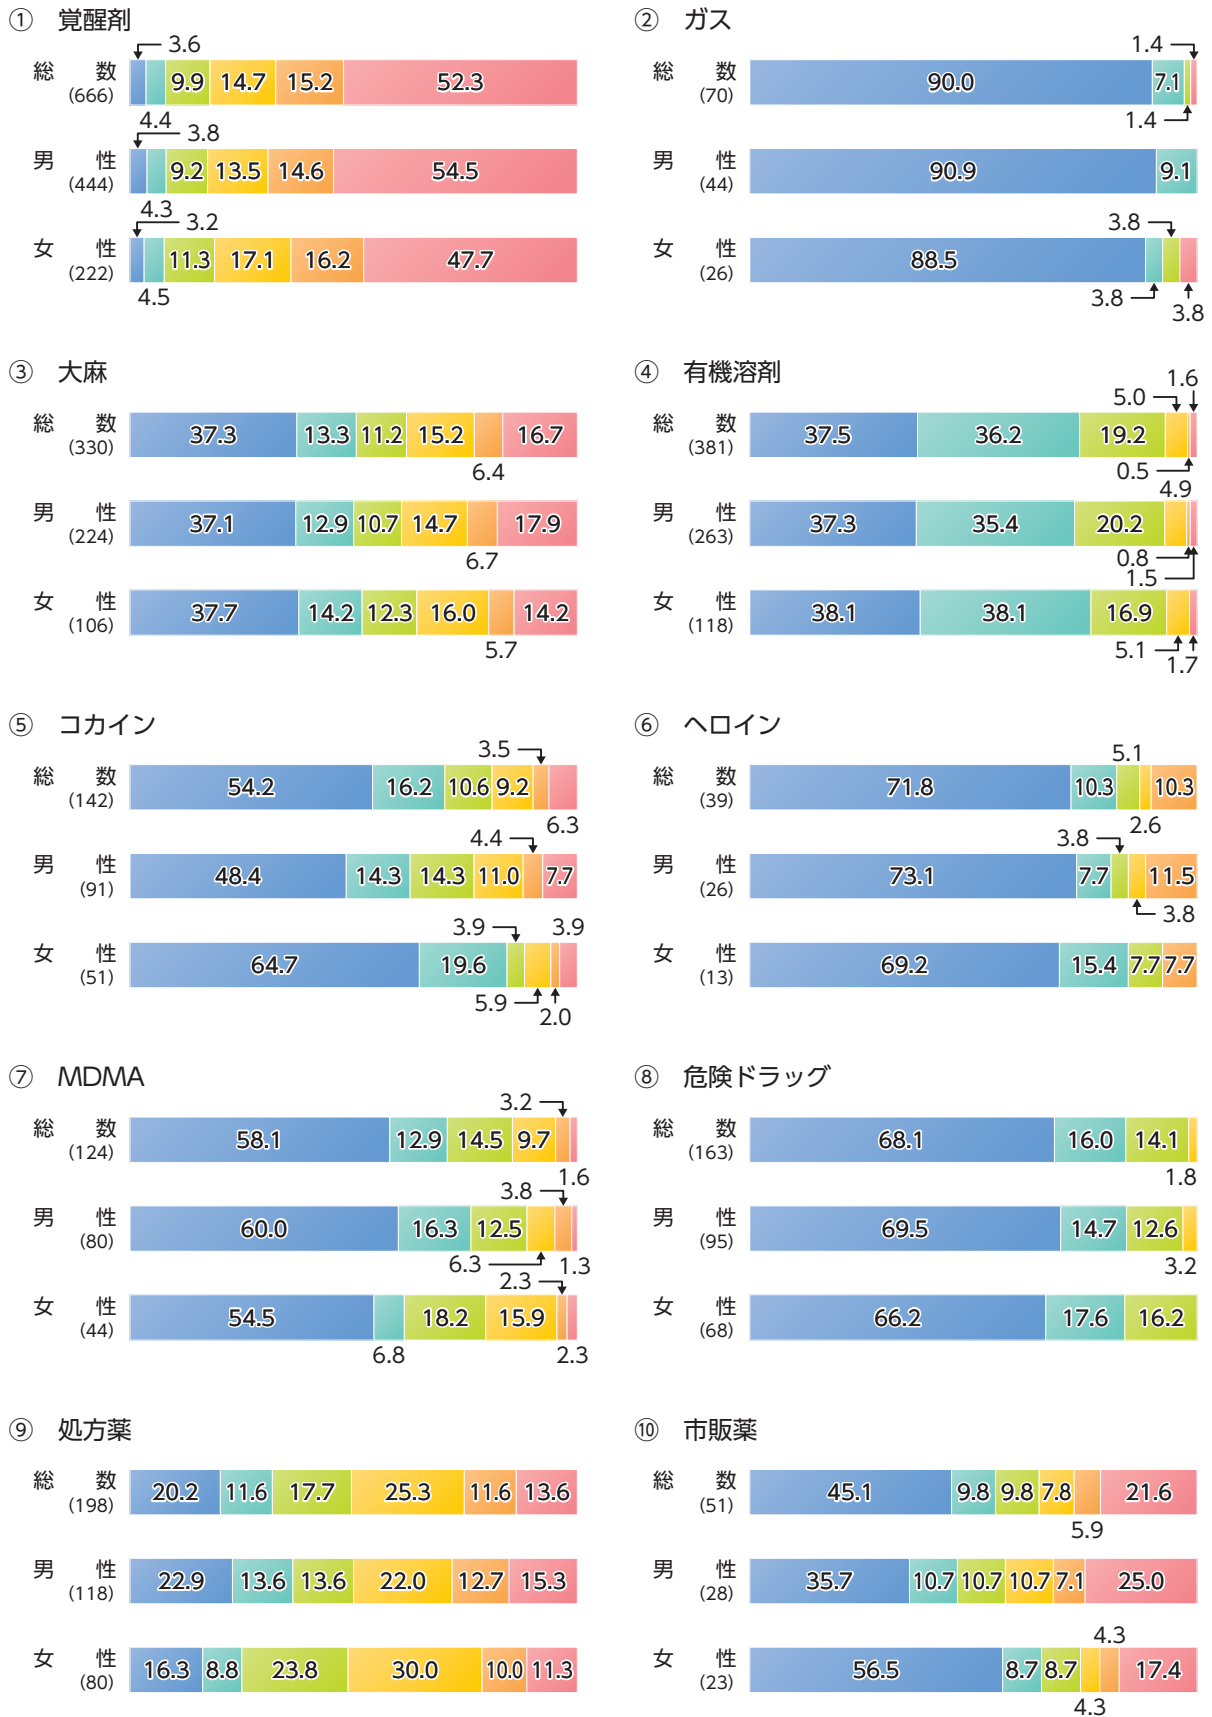 ① 覚醒剤
3.6
総 数
(666)
9.9 14.7 15.2 52.3
4.4
3.8
男 性
(444)
9.2 13.5 14.6 54.5
4.3
3.2
女 性
(222)
11.3 17.1 16.2 47.7
4.5
② ガス
1.4
総 数
(70)
90.0 7.1
1.4
男 性
(44)
90.9 9.1
3.8
女 性
(26)
88.5
3.8
3.8
③ 大麻
総 数
(330)
37.3 13.3 11.2 15.2 16.7
6.4
男 性
(224)
37.1 12.9 10.7 14.7 17.9
6.7
女 性
(106)
37.7 14.2 12.3 16.0 14.2
5.7
④ 有機溶剤
1.6
5.0
総 数
(381)
37.5 36.2 19.2
0.5
4.9
男 性
(263)
37.3 35.4 20.2
0.8
1.5
女 性
(118)
38.1 38.1 16.9
5.1
1.7
⑤ コカイン
3.5
総 数
(142)
54.2 16.2 10.6 9.2
6.3
4.4
男 性
(91)
48.4 14.3 14.3 11.0 7.7
3.9 3.9
女 性
(51)
64.7 19.6
5.9
2.0
⑥ ヘロイン
5.1
総 数
(39)
71.8 10.3 10.3
2.6
3.8
男 性
(26)
73.1 7.7 11.5
3.8
女 性
(13)
69.2 15.4 7.7 7.7
⑦ MDMA
3.2
総 数
(124)
58.1 12.9 14.5 9.7
1.6
3.8
男 性
(80)
60.0 16.3 12.5
6.3 1.3
2.3
女 性
(44)
54.5 18.2 15.9
6.8 2.3
⑧ 危険ドラッグ
総 数
(163)
68.1 16.0 14.1
1.8
男 性
(95)
69.5 14.7 12.6
3.2
女 性
(68)
66.2 17.6 16.2
⑨ 処方薬
総 数
(198)
20.2 11.6 17.7 25.3 11.6 13.6
男 性
(118)
22.9 13.6 13.6 22.0 12.7 15.3
女 性
(80)
16.3 8.8 23.8 30.0 10.0 11.3
⑩ 市販薬
総 数
(51)
45.1 9.8 9.8 7.8 21.6
5.9
男 性
(28)
35.7 10.7 10.7 10.7 7.1 25.0
4.3
女 性
(23)
56.5 8.7 8.7 17.4
4.3